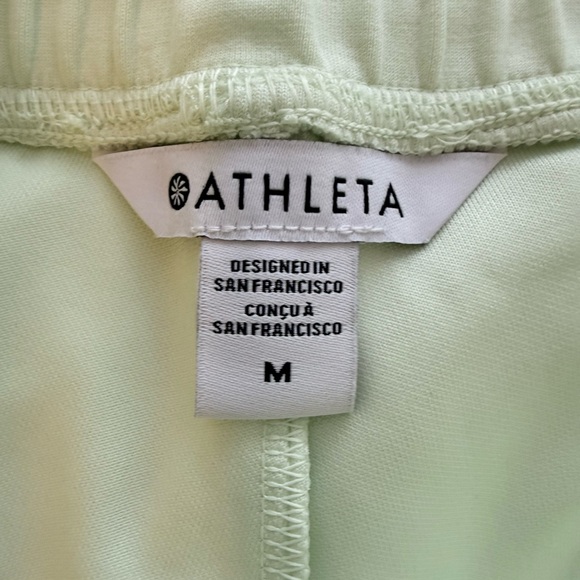 ATHLETA
DESIGNED IN
SAN FRANCISCO
CONÇU À
SAN FRANCISCO
M